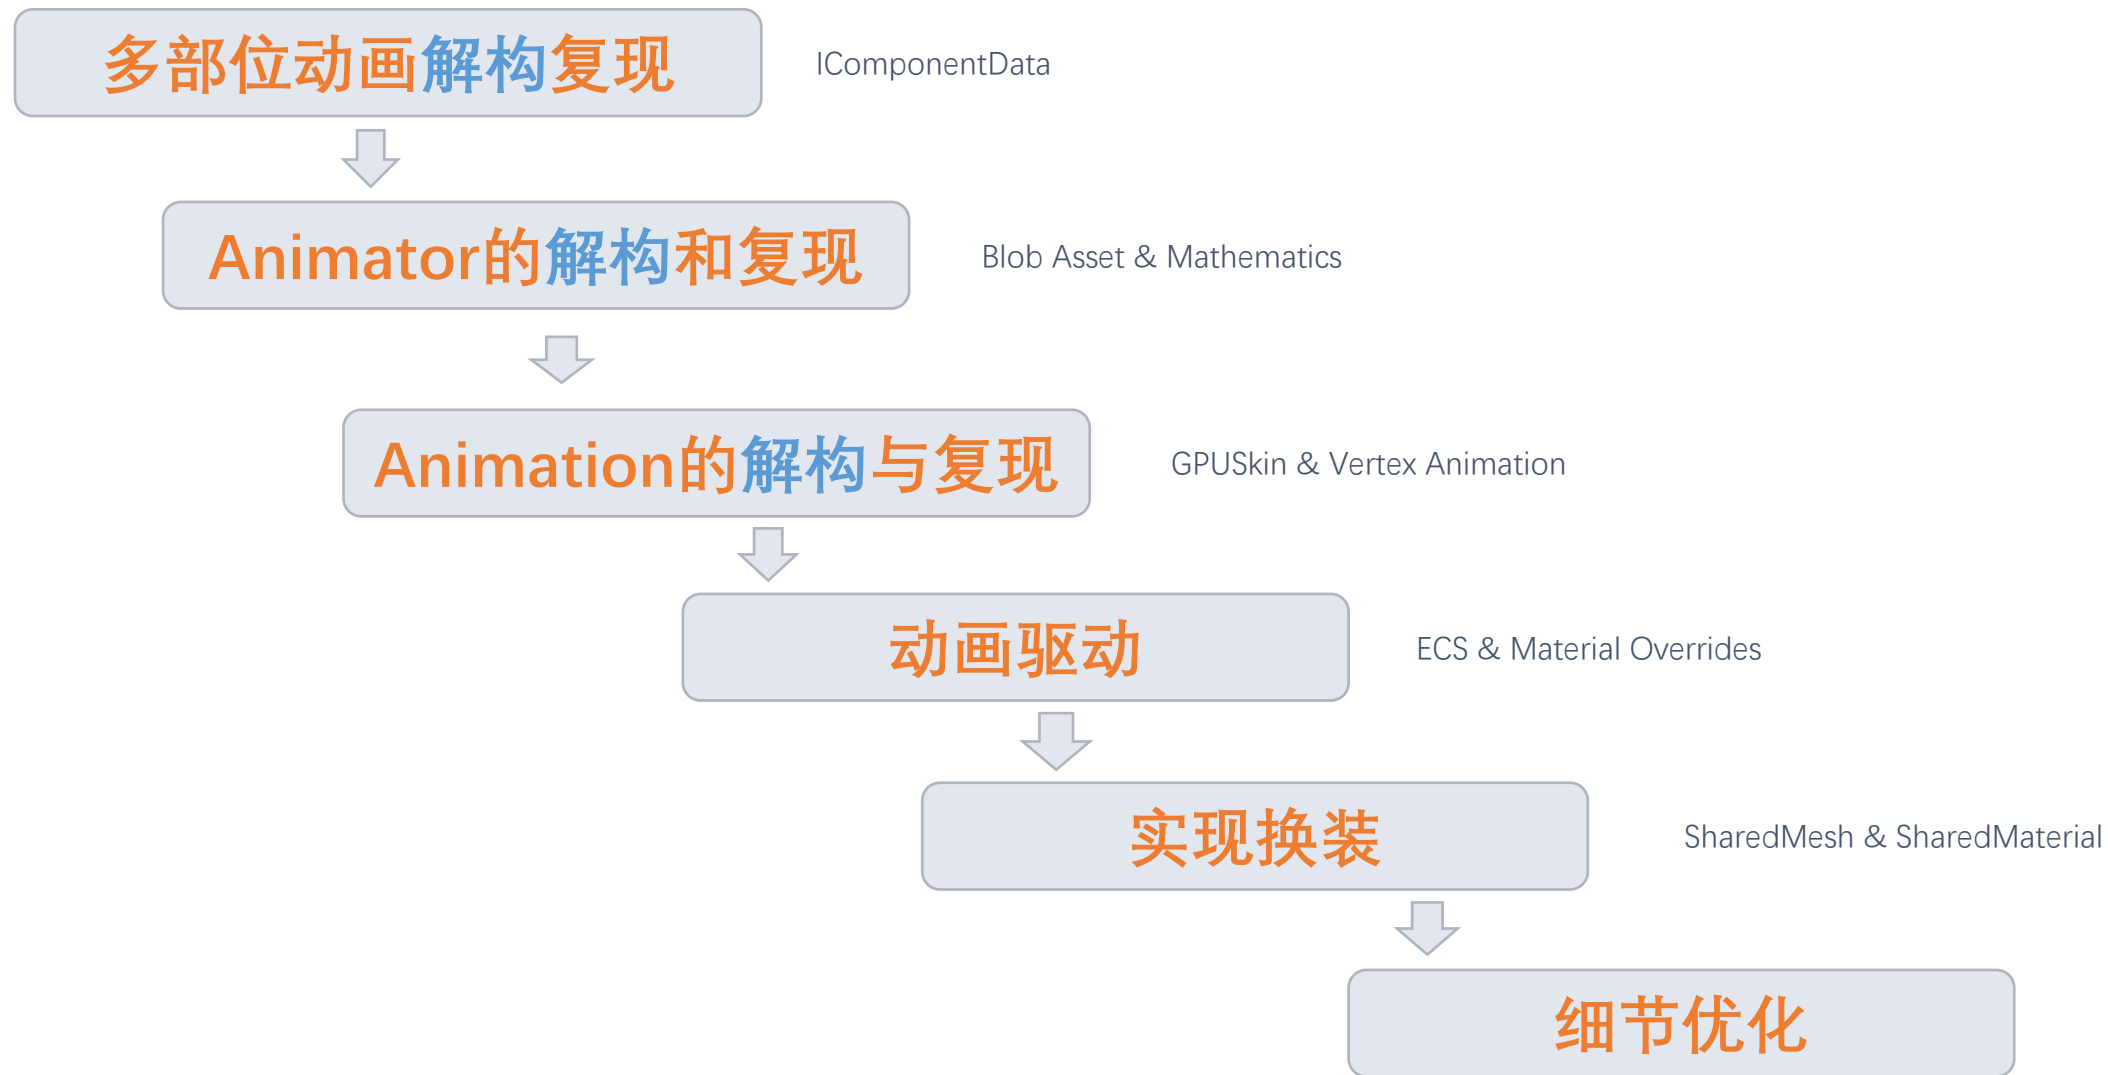 多部位动画解构复现
IComponentData
Animator的解构和复现
Blob Asset & Mathematics
Animation的解构与复现
GPUSkin & Vertex Animation
动画驱动
ECS & Material Overrides
实现换装
SharedMesh & SharedMaterial
细节优化